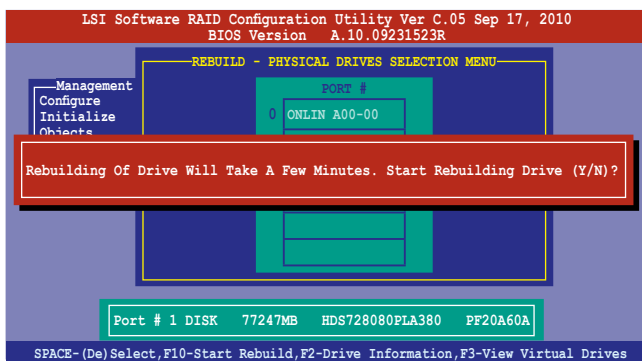 LSI Software RAID Configuration Utility Ver C.05 Sep 17, 2010
BIOS Version A.10.09231523R
REBUILD - PHYSICAL DRIVES SELECTION MENU
Management
Configure
Initialize
Objects
PORT #
0 ONLIN A00-00
Rebuilding Of Drive Will Take A Few Minutes. Start Rebuilding Drive (Y/N)?
Port # 1 DISK 77247MB HDS728080PLA380 PF20A60A
SPACE-(De)Select,F10-Start Rebuild,F2-Drive Information,F3-View Virtual Drives